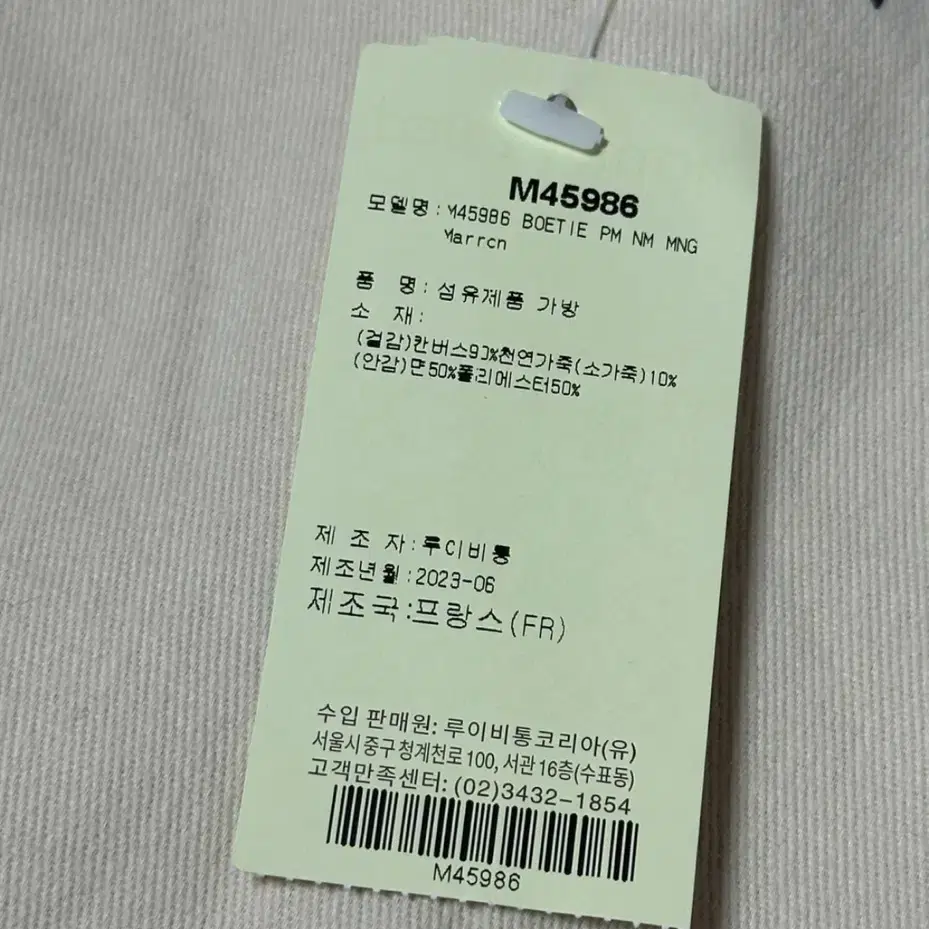 M45986
모델명:M45986 BOETIE PM NM MNG
Marron
품 명:섬유제품 가방
소 재:
(겉감)칸버스90%천연가죽(소가죽)10%
(안감)면50%폴리에스터50%
제 조 자:루이비통
제조년월:2023-06
제조국:프랑스(FR)
수입 판매원: 루이비통코리아(유)
서울시 중구 청계천로 100, 서관 16층(수표동)
고객만족센터: (02)3432-1854
M45986